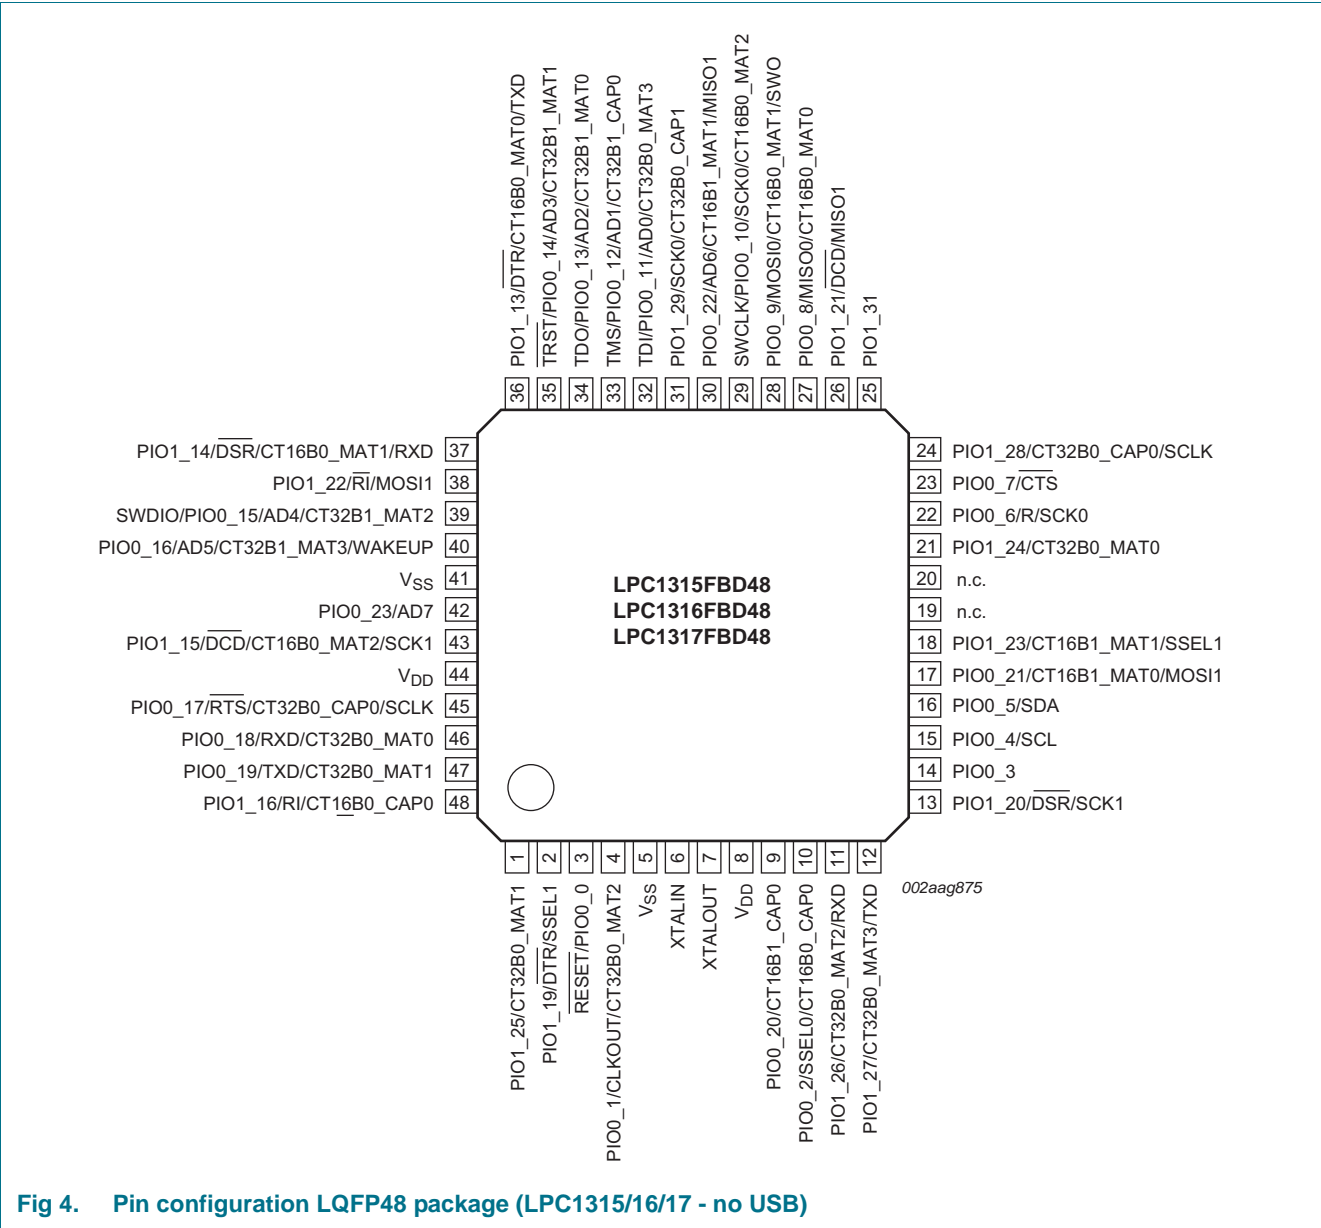 PIO1_13/DTR/CT16B0_MAT0/TXD
TRST/PIO0_14/AD3/CT32B1_MAT1
TDO/PIO0_13/AD2/CT32B1_MAT0
TMS/PIO0_12/AD1/CT32B1_CAP0
TDI/PIO0_11/AD0/CT32B0_MAT3
PIO1_29/SCK0/CT32B0_CAP1
PIO0_22/AD6/CT16B1_MAT1/MISO1
SWCLK/PIO0_10/SCK0/CT16B0_MAT2
PIO0_9/MOSI0/CT16B0_MAT1/SWO
PIO0_8/MISO0/CT16B0_MAT0
PIO1_21/DCD/MISO1
PIO1_31
36 35 34 33 32 31 30 29 28 27 26 25
PIO1_14/DSR/CT16B0_MAT1/RXD 37
PIO1_22/RI/MOSI1 38
SWDIO/PIO0_15/AD4/CT32B1_MAT2 39
PIO0_16/AD5/CT32B1_MAT3/WAKEUP 40
VSS 41
PIO0_23/AD7 42
PIO1_15/DCD/CT16B0_MAT2/SCK1 43
VDD 44
PIO0_17/RTS/CT32B0_CAP0/SCLK 45
PIO0_18/RXD/CT32B0_MAT0 46
PIO0_19/TXD/CT32B0_MAT1 47
PIO1_16/RI/CT16B0_CAP0 48
LPC1315FBD48
LPC1316FBD48
LPC1317FBD48
24 PIO1_28/CT32B0_CAP0/SCLK
23 PIO0_7/CTS
22 PIO0_6/R/SCK0
21 PIO1_24/CT32B0_MAT0
20 n.c.
19 n.c.
18 PIO1_23/CT16B1_MAT1/SSEL1
17 PIO0_21/CT16B1_MAT0/MOSI1
16 PIO0_5/SDA
15 PIO0_4/SCL
14 PIO0_3
13 PIO1_20/DSR/SCK1
1 2 3 4 5 6 7 8 9 10 11 12
PIO1_25/CT32B0_MAT1
PIO1_19/DTR/SSEL1
RESET/PIO0_0
PIO0_1/CLKOUT/CT32B0_MAT2
VSS
XTALIN
XTALOUT
VDD
PIO0_20/CT16B1_CAP0
PIO0_2/SSEL0/CT16B0_CAP0
PIO1_26/CT32B0_MAT2/RXD
PIO1_27/CT32B0_MAT3/TXD
002aag875
Fig 4. Pin configuration LQFP48 package (LPC1315/16/17 - no USB)